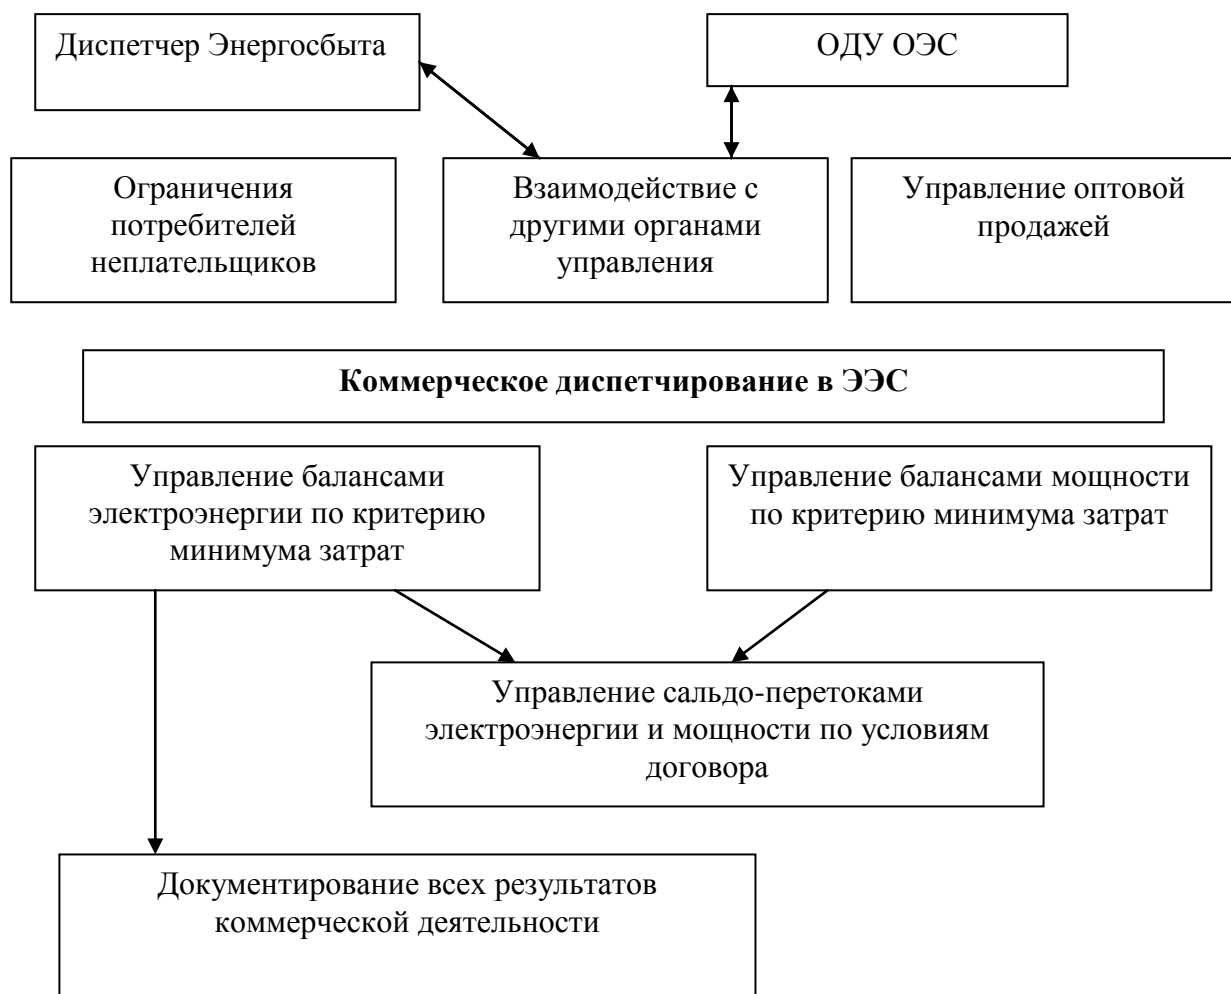 Диспетчер Энергосбыта
ОДУ ОЭС
Ограничения
потребителей
неплательщиков
Взаимодействие с
другими органами
управления
Управление оптовой
продажей
Коммерческое диспетчирование в ЭЭС
Управление балансами
электроэнергии по критерию
минимума затрат
Управление балансами мощности
по критерию минимума затрат
Управление сальдо-перетоками
электроэнергии и мощности по условиям
договора
Документирование всех результатов
коммерческой деятельности